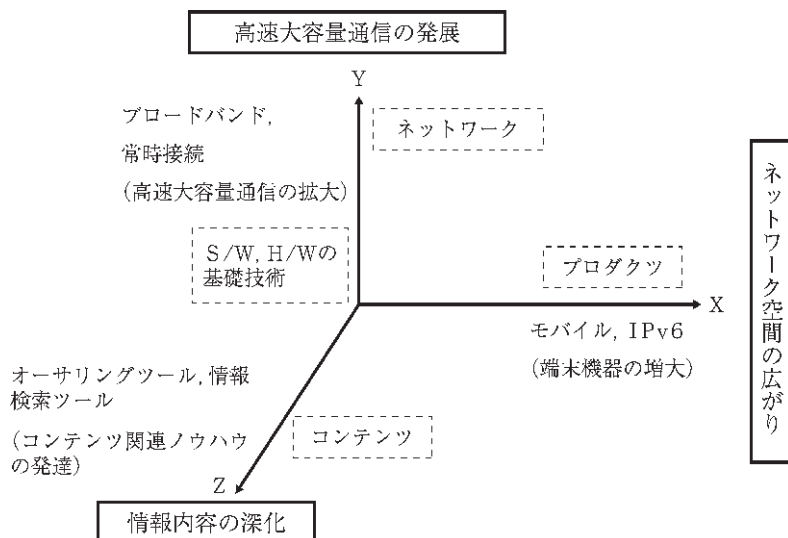 高速大容量通信の発展
Y
ブロードバンド,
常時接続
(高速大容量通信の拡大)
ネットワーク
S/W, H/Wの
基礎技術
プロダクツ
X
モバイル, IPv6
(端末機器の増大)
ネットワーク空間の広がり
オーサリングツール, 情報
検索ツール
(コンテンツ関連ノウハウ
の発達)
コンテンツ
Z
情報内容の深化